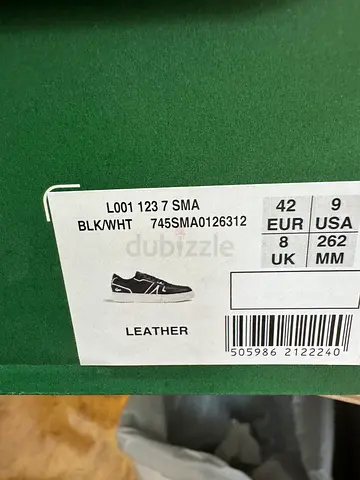 L001 123 7 SMA
BLK/WHT 745SMA0126312
42 EUR
9 USA
8 UK
262 MM
dubizzle
LEATHER
505986 2122240